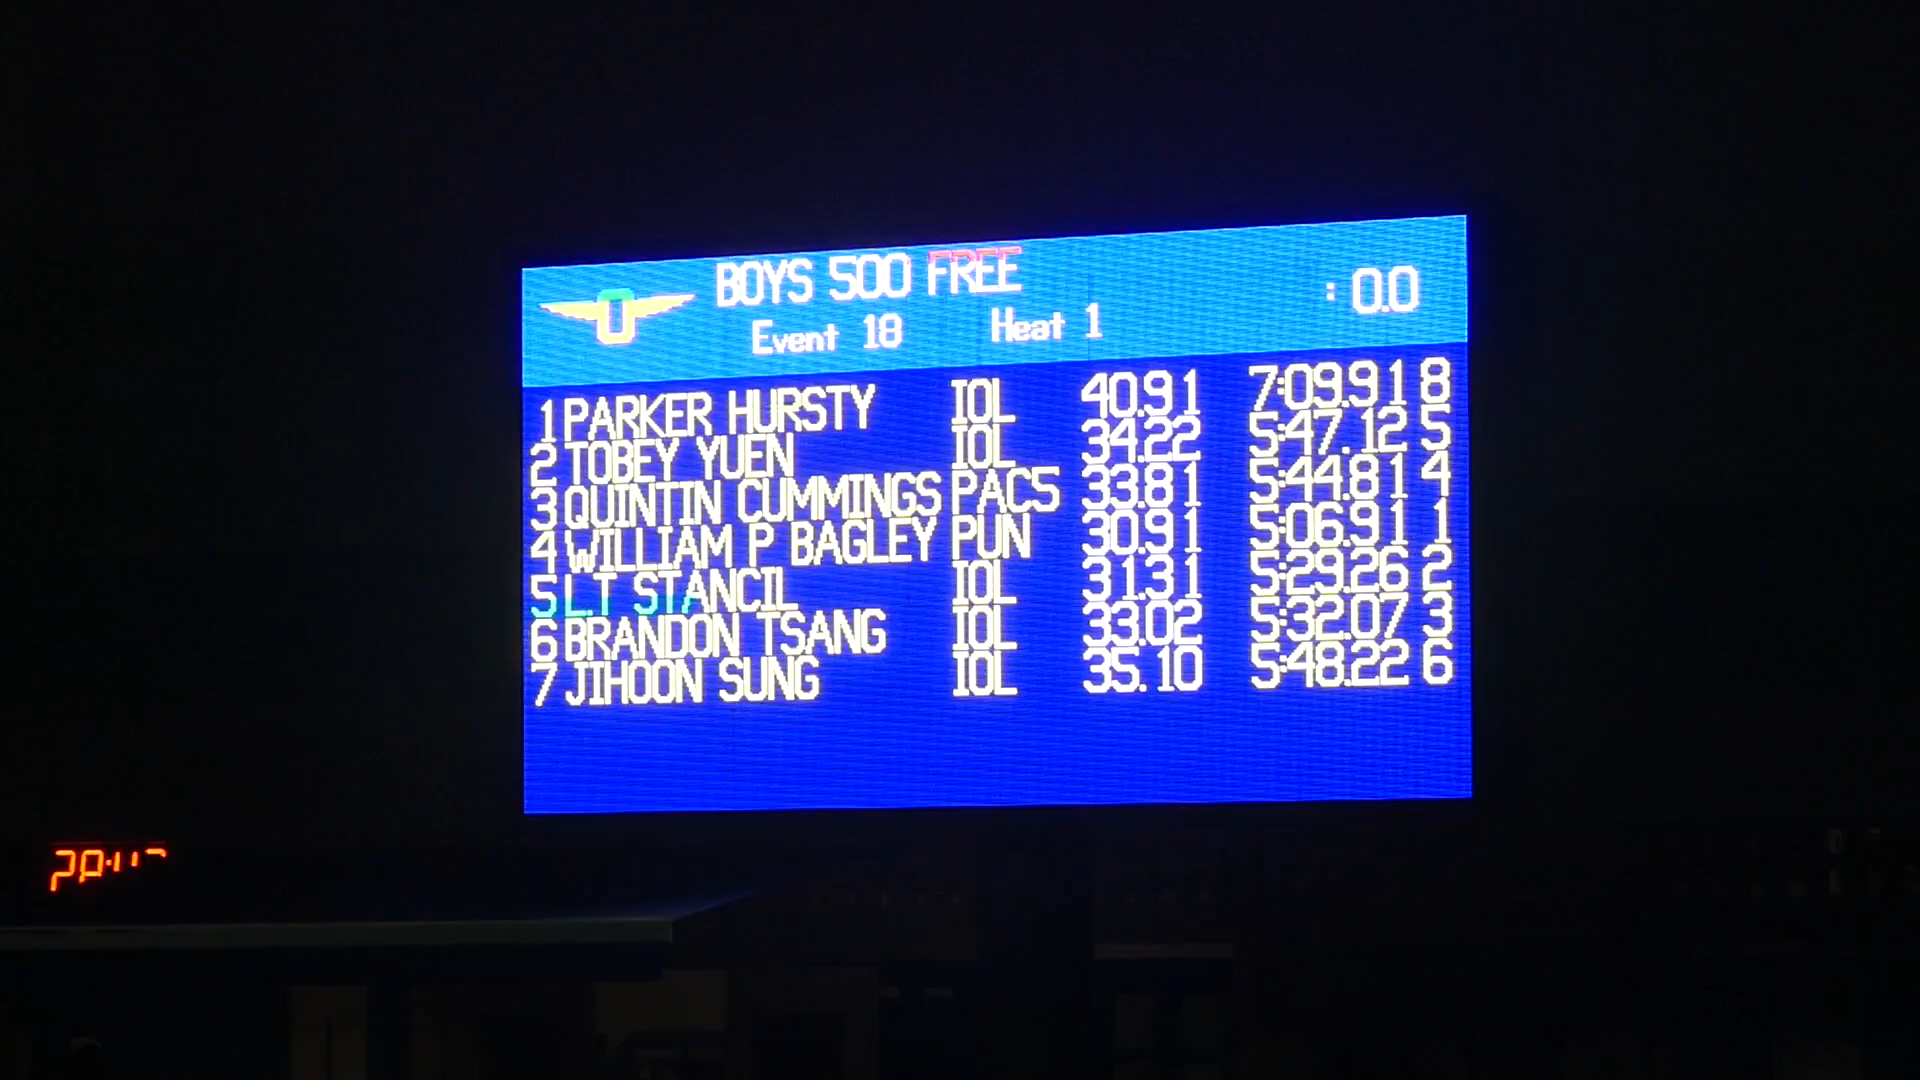 BOYS 500 FREE
: 0.0
Event 18 Heat 1
1 PARKER HURSTY IOL 40.91 7:09.91 8
2 TOBEY YUEN IOL 34.22 5:47.12 5
3 QUINTIN CUMMINGS PAC5 33.81 5:44.81 4
4 WILLIAM P BAGLEY PUN 30.91 5:06.91 1
5 L.T STANCIL IOL 31.31 5:29.26 2
6 BRANDON TSANG IOL 33.02 5:32.07 3
7 JIHOON SUNG IOL 35.10 5:48.22 6